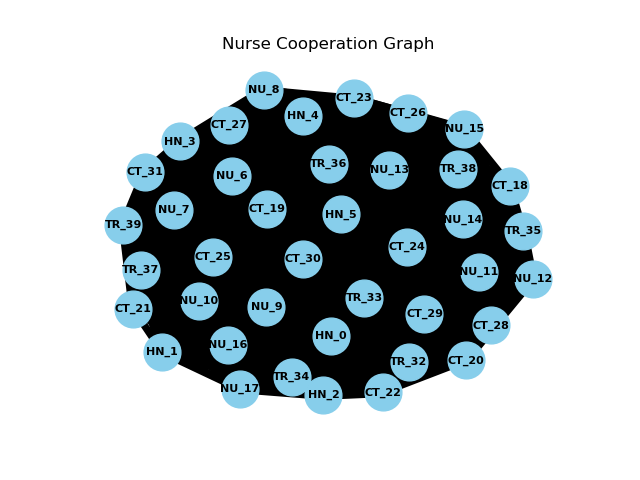 Nurse Cooperation Graph
NU_8
CT_23
HN_4
CT_26
CT_27
NU_15
HN_3
TR_36
NU_13
TR_38
CT_31
NU_6
CT_18
NU_7
CT_19
HN_5
NU_14
TR_39
TR_35
CT_24
CT_25
CT_30
TR_37
NU_11
NU_12
TR_33
NU_10
NU_9
CT_21
CT_29
CT_28
HN_0
NU_16
HN_1
CT_20
TR_32
TR_34
NU_17
CT_22
HN_2